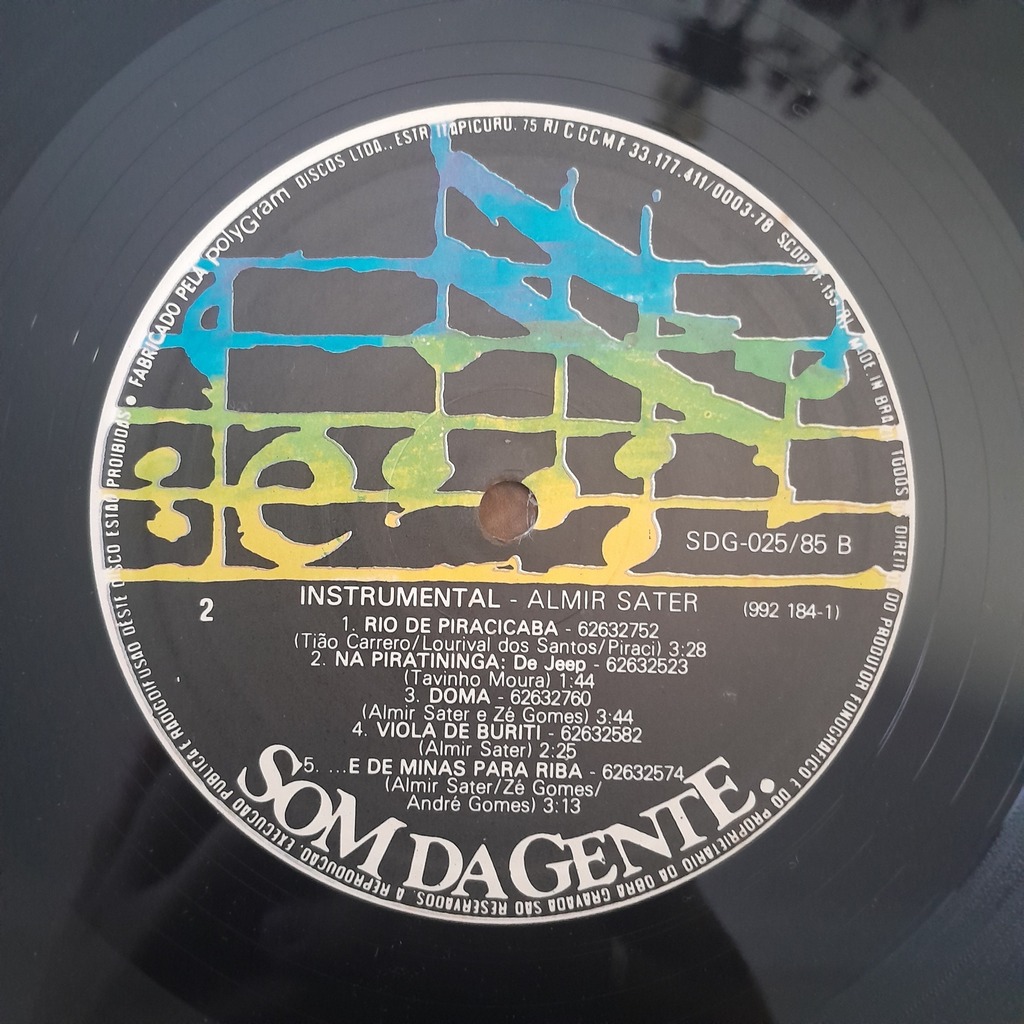 FABRICADO PELA polyGram DISCOS LTDA., ESTR. ITAPICURU. 75 RJ C G C M F 33.177.411/0003-78 SCDP. PT. 155 RJ. MADE IN BRA TODOS DIREIT DO PRODUTOR FONOGRÁFICO E DO PROPRIETÁRIO DA OBRA GRAVADA SÃO RESERVADOS. A REPRODUÇÃO, EXECUÇÃO PÚBLICA E RADIODIFUSÃO DESTE DISCO ESTÃO PROIBIDAS •
SDG-025/85 B
2
INSTRUMENTAL - ALMIR SATER (992 184-1)
1. RIO DE PIRACICABA - 62632752
(Tião Carrero/Lourival dos Santos/Piraci) 3:28
2. NA PIRATININGA: De Jeep - 62632523
(Tavinho Moura) 1:44
3. DOMA - 62632760
(Almir Sater e Zé Gomes) 3:44
4. VIOLA DE BURITI - 62632582
(Almir Sater) 2:25
5. ...E DE MINAS PARA RIBA - 62632574
(Almir Sater/Zé Gomes/
André Gomes) 3:13
SOM DA GENTE.